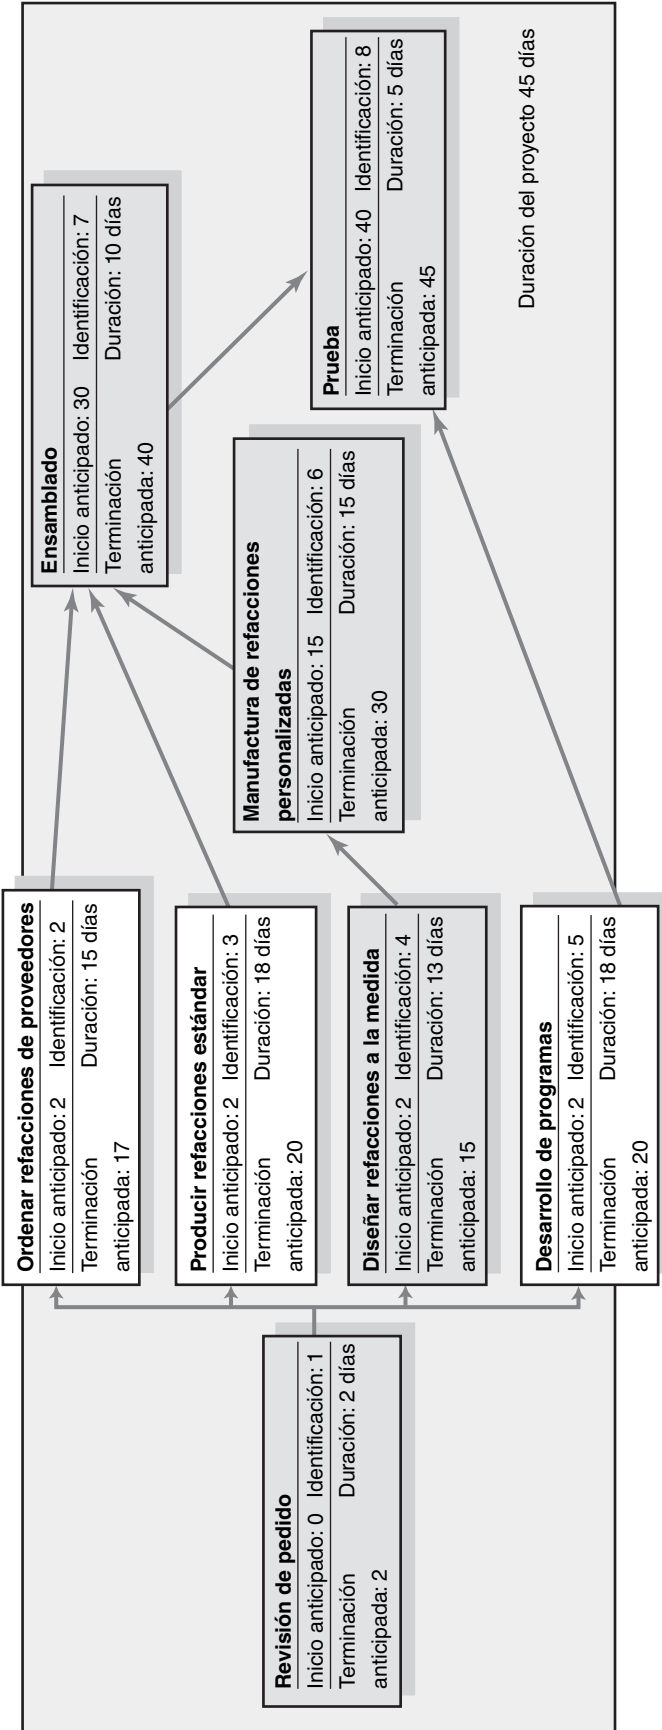 Revisión de pedido
Inicio anticipado: 0 Identificación: 1
Terminación Duración: 2 días
anticipada: 2
Ordenar refacciones de proveedores
Inicio anticipado: 2 Identificación: 2
Terminación Duración: 15 días
anticipada: 17
Producir refacciones estándar
Inicio anticipado: 2 Identificación: 3
Terminación Duración: 18 días
anticipada: 20
Diseñar refacciones a la medida
Inicio anticipado: 2 Identificación: 4
Terminación Duración: 13 días
anticipada: 15
Desarrollo de programas
Inicio anticipado: 2 Identificación: 5
Terminación Duración: 18 días
anticipada: 20
Manufactura de refacciones
personalizadas
Inicio anticipado: 15 Identificación: 6
Terminación Duración: 15 días
anticipada: 30
Ensamblado
Inicio anticipado: 30 Identificación: 7
Terminación Duración: 10 días
anticipada: 40
Prueba
Inicio anticipado: 40 Identificación: 8
Terminación Duración: 5 días
anticipada: 45
Duración del proyecto 45 días